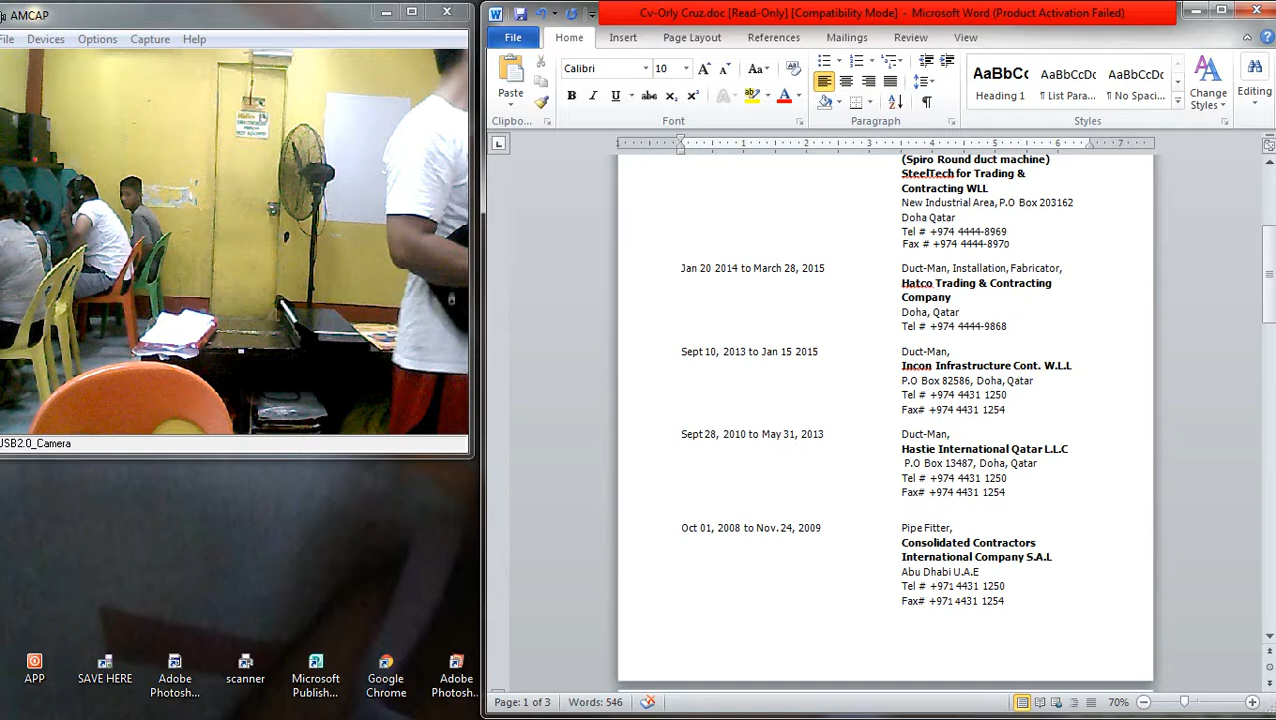 AMCAP
File Devices Options Capture Help
USB2.0_Camera
APP
SAVE HERE
Adobe Photosh...
scanner
Microsoft Publish...
Google Chrome
Adobe Photosh...
Cv-Orly Cruz.doc [Read-Only] [Compatibility Mode] - Microsoft Word (Product Activation Failed)
File Home Insert Page Layout References Mailings Review View
Paste
Calibri 10
AaBbCc AaBbCcDc AaBbCcDc
Heading 1 ¶ List Para... ¶ No Spaci...
Change Styles
Editing
Clipbo... Font Paragraph Styles
1 1 2 3 4 5 6 7
(Spiro Round duct machine)
SteelTech for Trading &
Contracting WLL
New Industrial Area, P.O Box 203162
Doha Qatar
Tel # +974 4444-8969
Fax # +974 4444-8970
Jan 20 2014 to March 28, 2015 Duct-Man, Installation, Fabricator,
Hatco Trading & Contracting
Company
Doha, Qatar
Tel # +974 4444-9868
Sept 10, 2013 to Jan 15 2015 Duct-Man,
Incon Infrastructure Cont. W.L.L
P.O Box 82586, Doha, Qatar
Tel # +974 4431 1250
Fax# +974 4431 1254
Sept 28, 2010 to May 31, 2013 Duct-Man,
Hastie International Qatar L.L.C
P.O Box 13487, Doha, Qatar
Tel # +974 4431 1250
Fax# +974 4431 1254
Oct 01, 2008 to Nov. 24, 2009 Pipe Fitter,
Consolidated Contractors
International Company S.A.L
Abu Dhabi U.A.E
Tel # +971 4431 1250
Fax# +971 4431 1254
Page: 1 of 3 Words: 546 70%